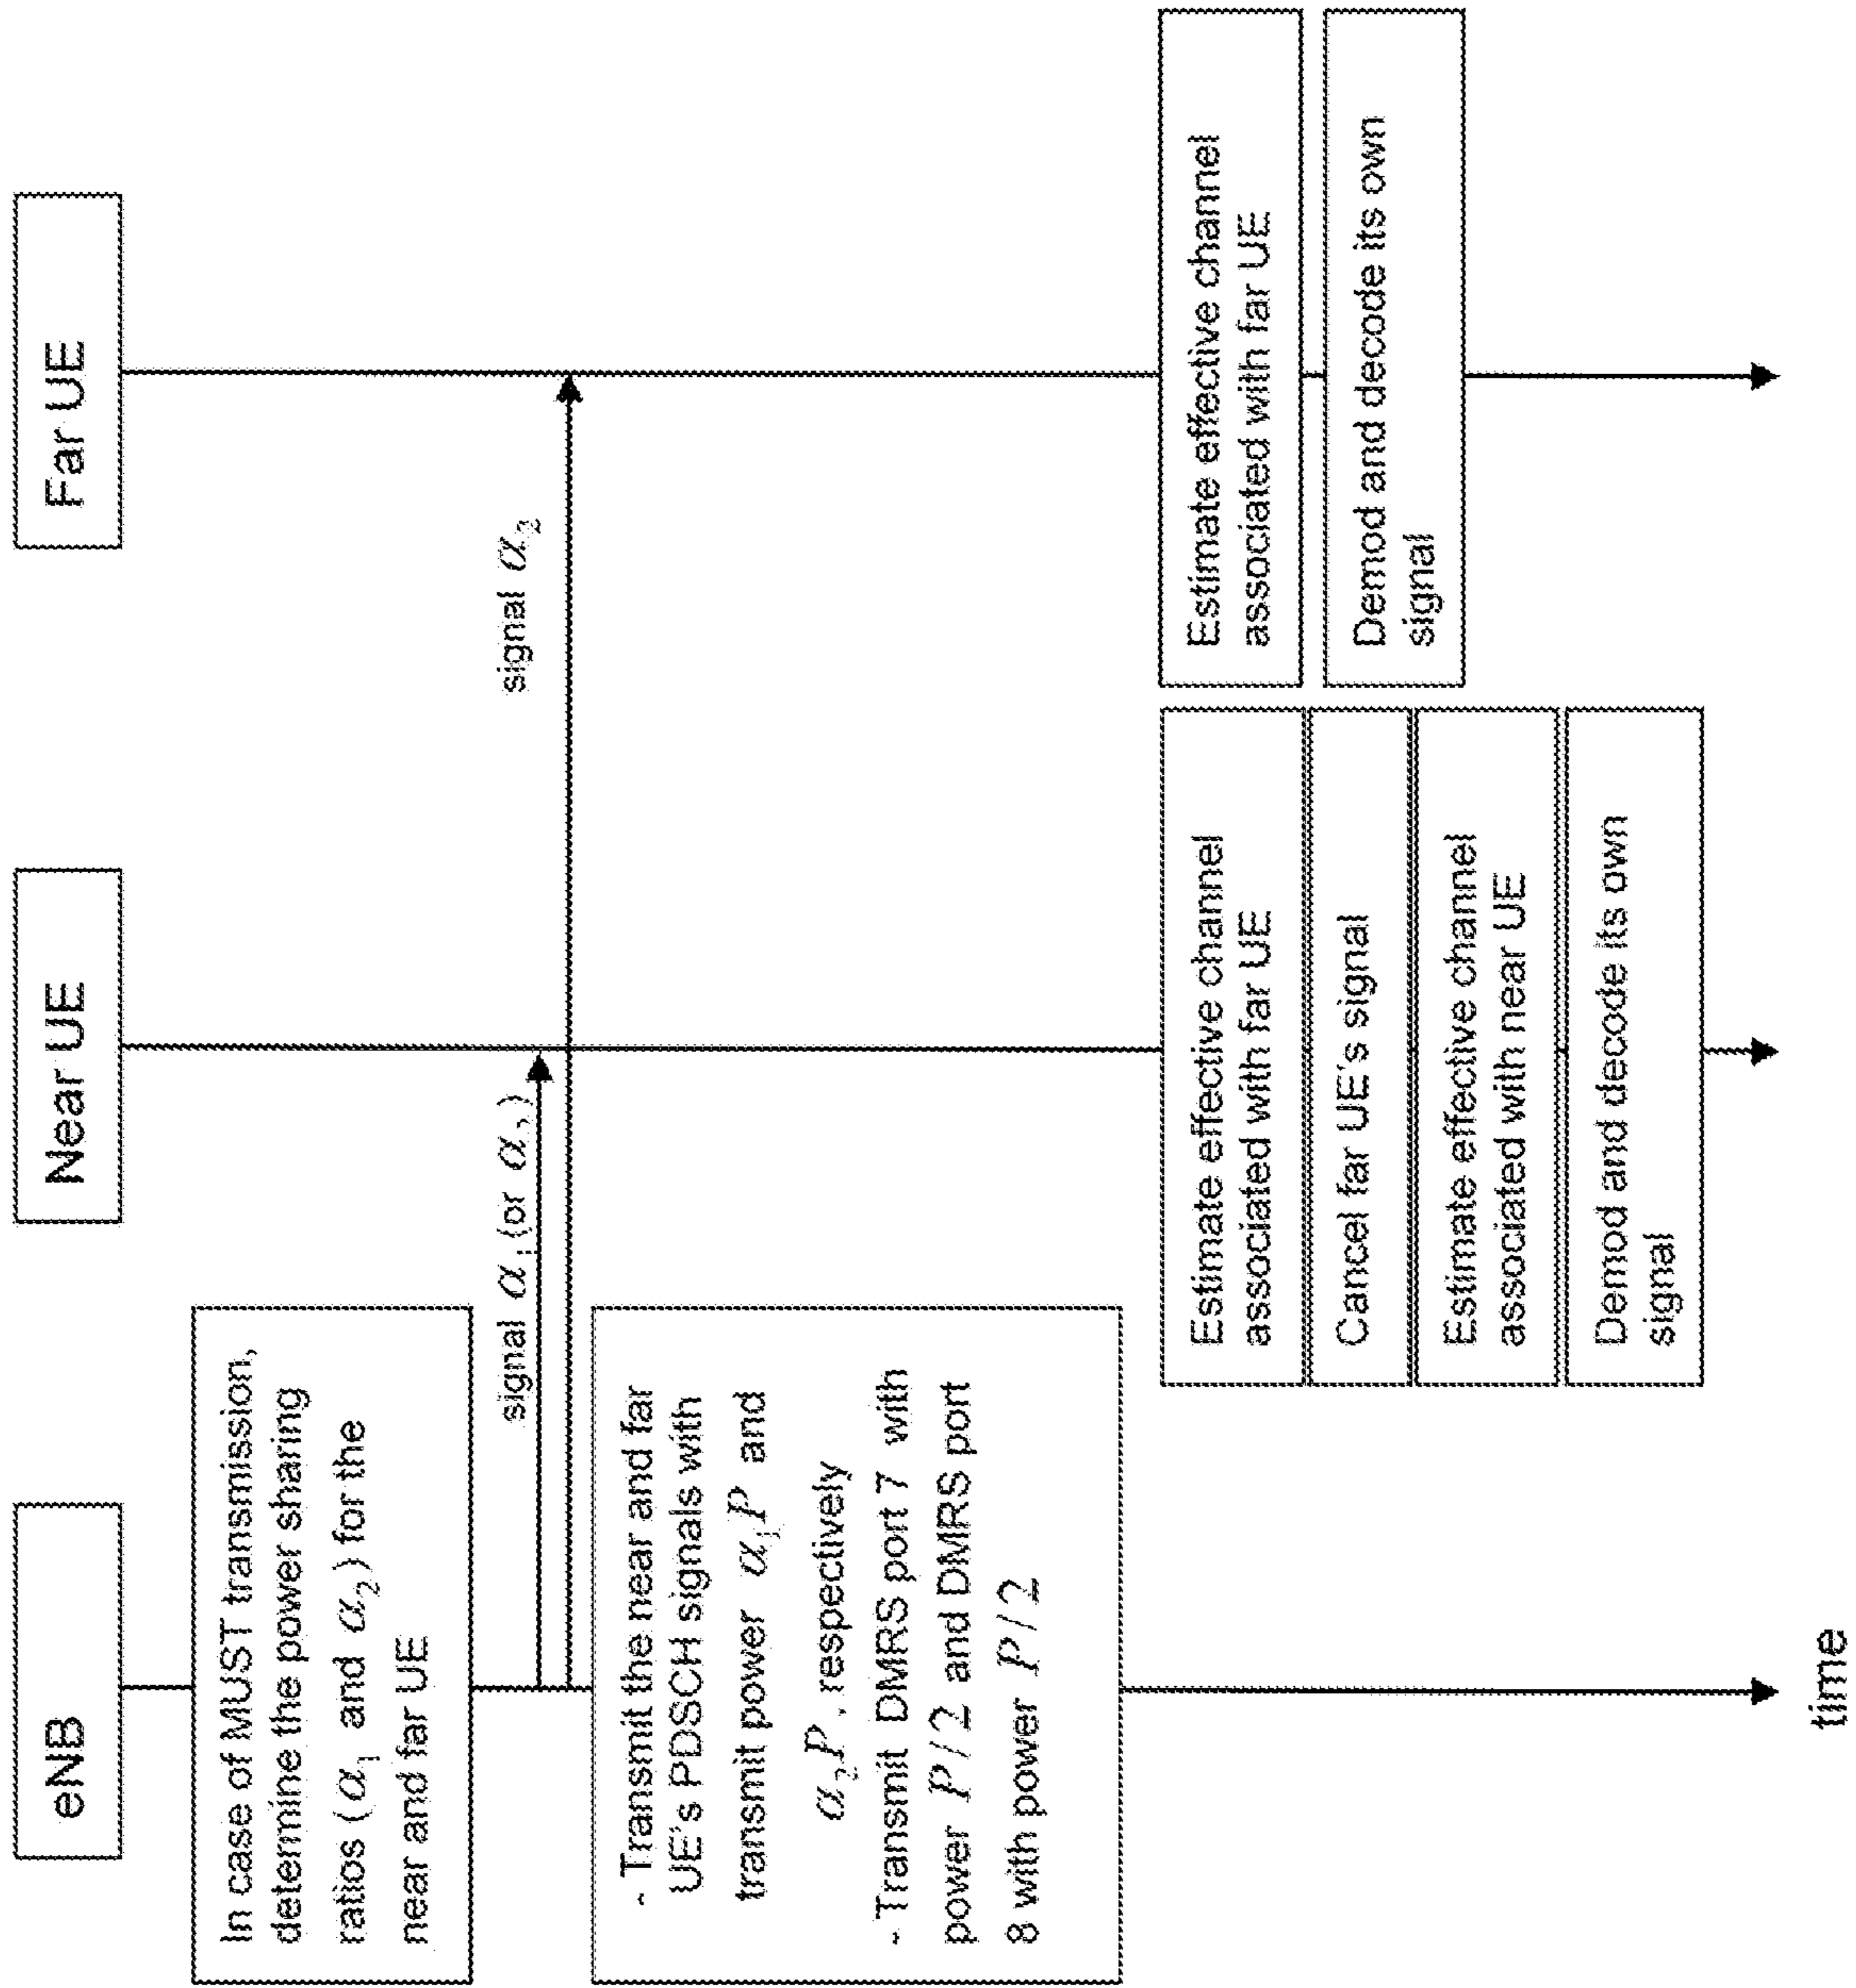 eNB
Near UE
Far UE
In case of MUST transmission,
determine the power sharing
ratios (α₁ and α₂) for the
near and far UE
signal α₁ (or α₂)
signal α₂
- Transmit the near and far
UE's PDSCH signals with
transmit power α₁P and
α₂P, respectively
- Transmit DMRS port 7 with
power P/2 and DMRS port
8 with power P/2
Estimate effective channel
associated with far UE
Cancel far UE's signal
Estimate effective channel
associated with near UE
Demod and decode its own
signal
Estimate effective channel
associated with far UE
Demod and decode its own
signal
time